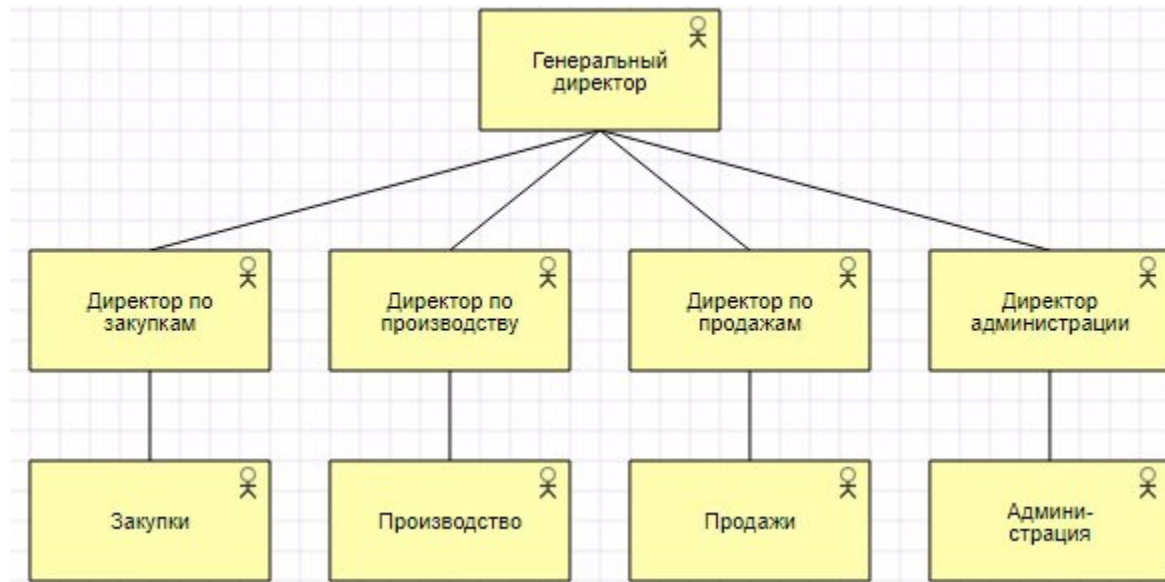 Генеральный
директор
Директор по
закупкам
Директор по
производству
Директор по
продажам
Директор
администрации
Закупки
Производство
Продажи
Админи-
страция